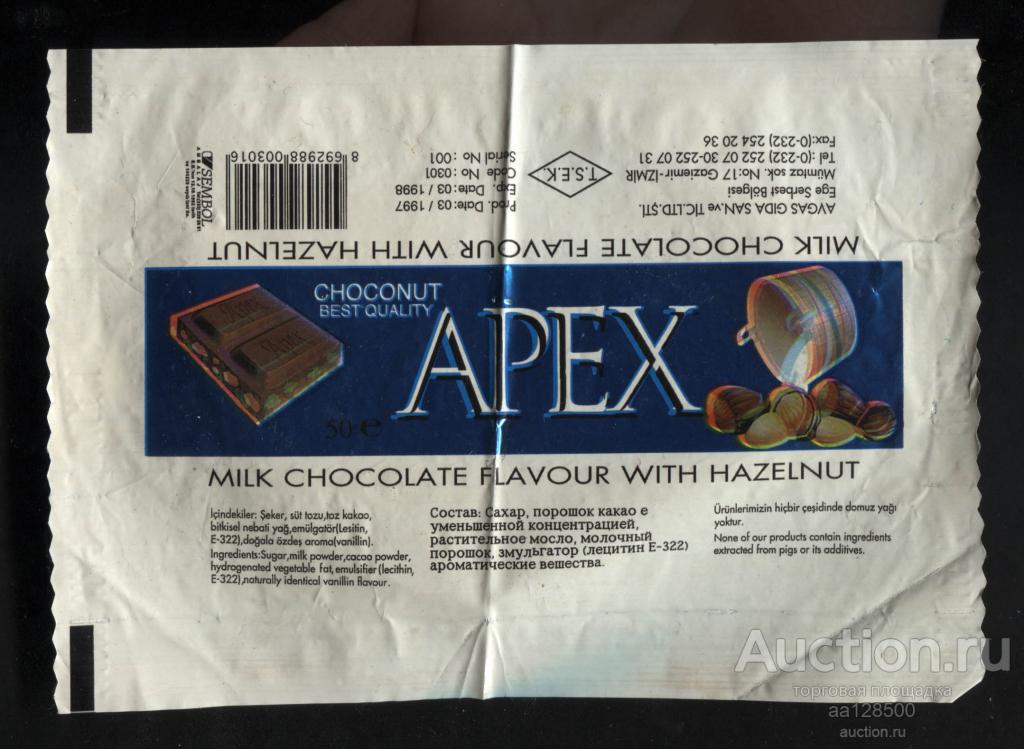 AVGAS GIDA SAN.ve TİC.LTD.ŞTİ.
Ege Serbest Bölgesi
Mümtaz sok. No:17 Gaziemir-İZMİR
Tel :(0-232) 252 07 30-252 07 31
Fax:(0-232) 254 20 36
T.S.E.K.
Prod. Date: 03 / 1997
Exp. Date: 03 / 1998
Code No : 0301
Serial No : 001
8 692988 003016
SEMBOL
AMBALAJ
MILK CHOCOLATE FLAVOUR WITH HAZELNUT
CHOCONUT
BEST QUALITY
APEX
Apex
Apex
50 e
MILK CHOCOLATE FLAVOUR WITH HAZELNUT
İçindekiler: Şeker, süt tozu,toz kakao,
bitkisel nebati yağ,emülgatör(Lesitin,
E-322),doğala özdeş aroma(vanillin).
Ingredients:Sugar,milk powder,cacao powder,
hydrogenated vegetable fat, emulsifier (lecithin,
E-322),naturally identical vanillin flavour.
Состав: Сахар, порошок какао е
уменьшенной концентрацией,
растительное мосло, молочный
порошок, змульгатор (лецитин Е-322)
ароматические вешества.
Ürünlerimizin hiçbir çeşidinde domuz yağı
yoktur.
None of our products contain ingredients
extracted from pigs or its additives.
Auction.ru
торговая площадка
aa128500
auction.ru